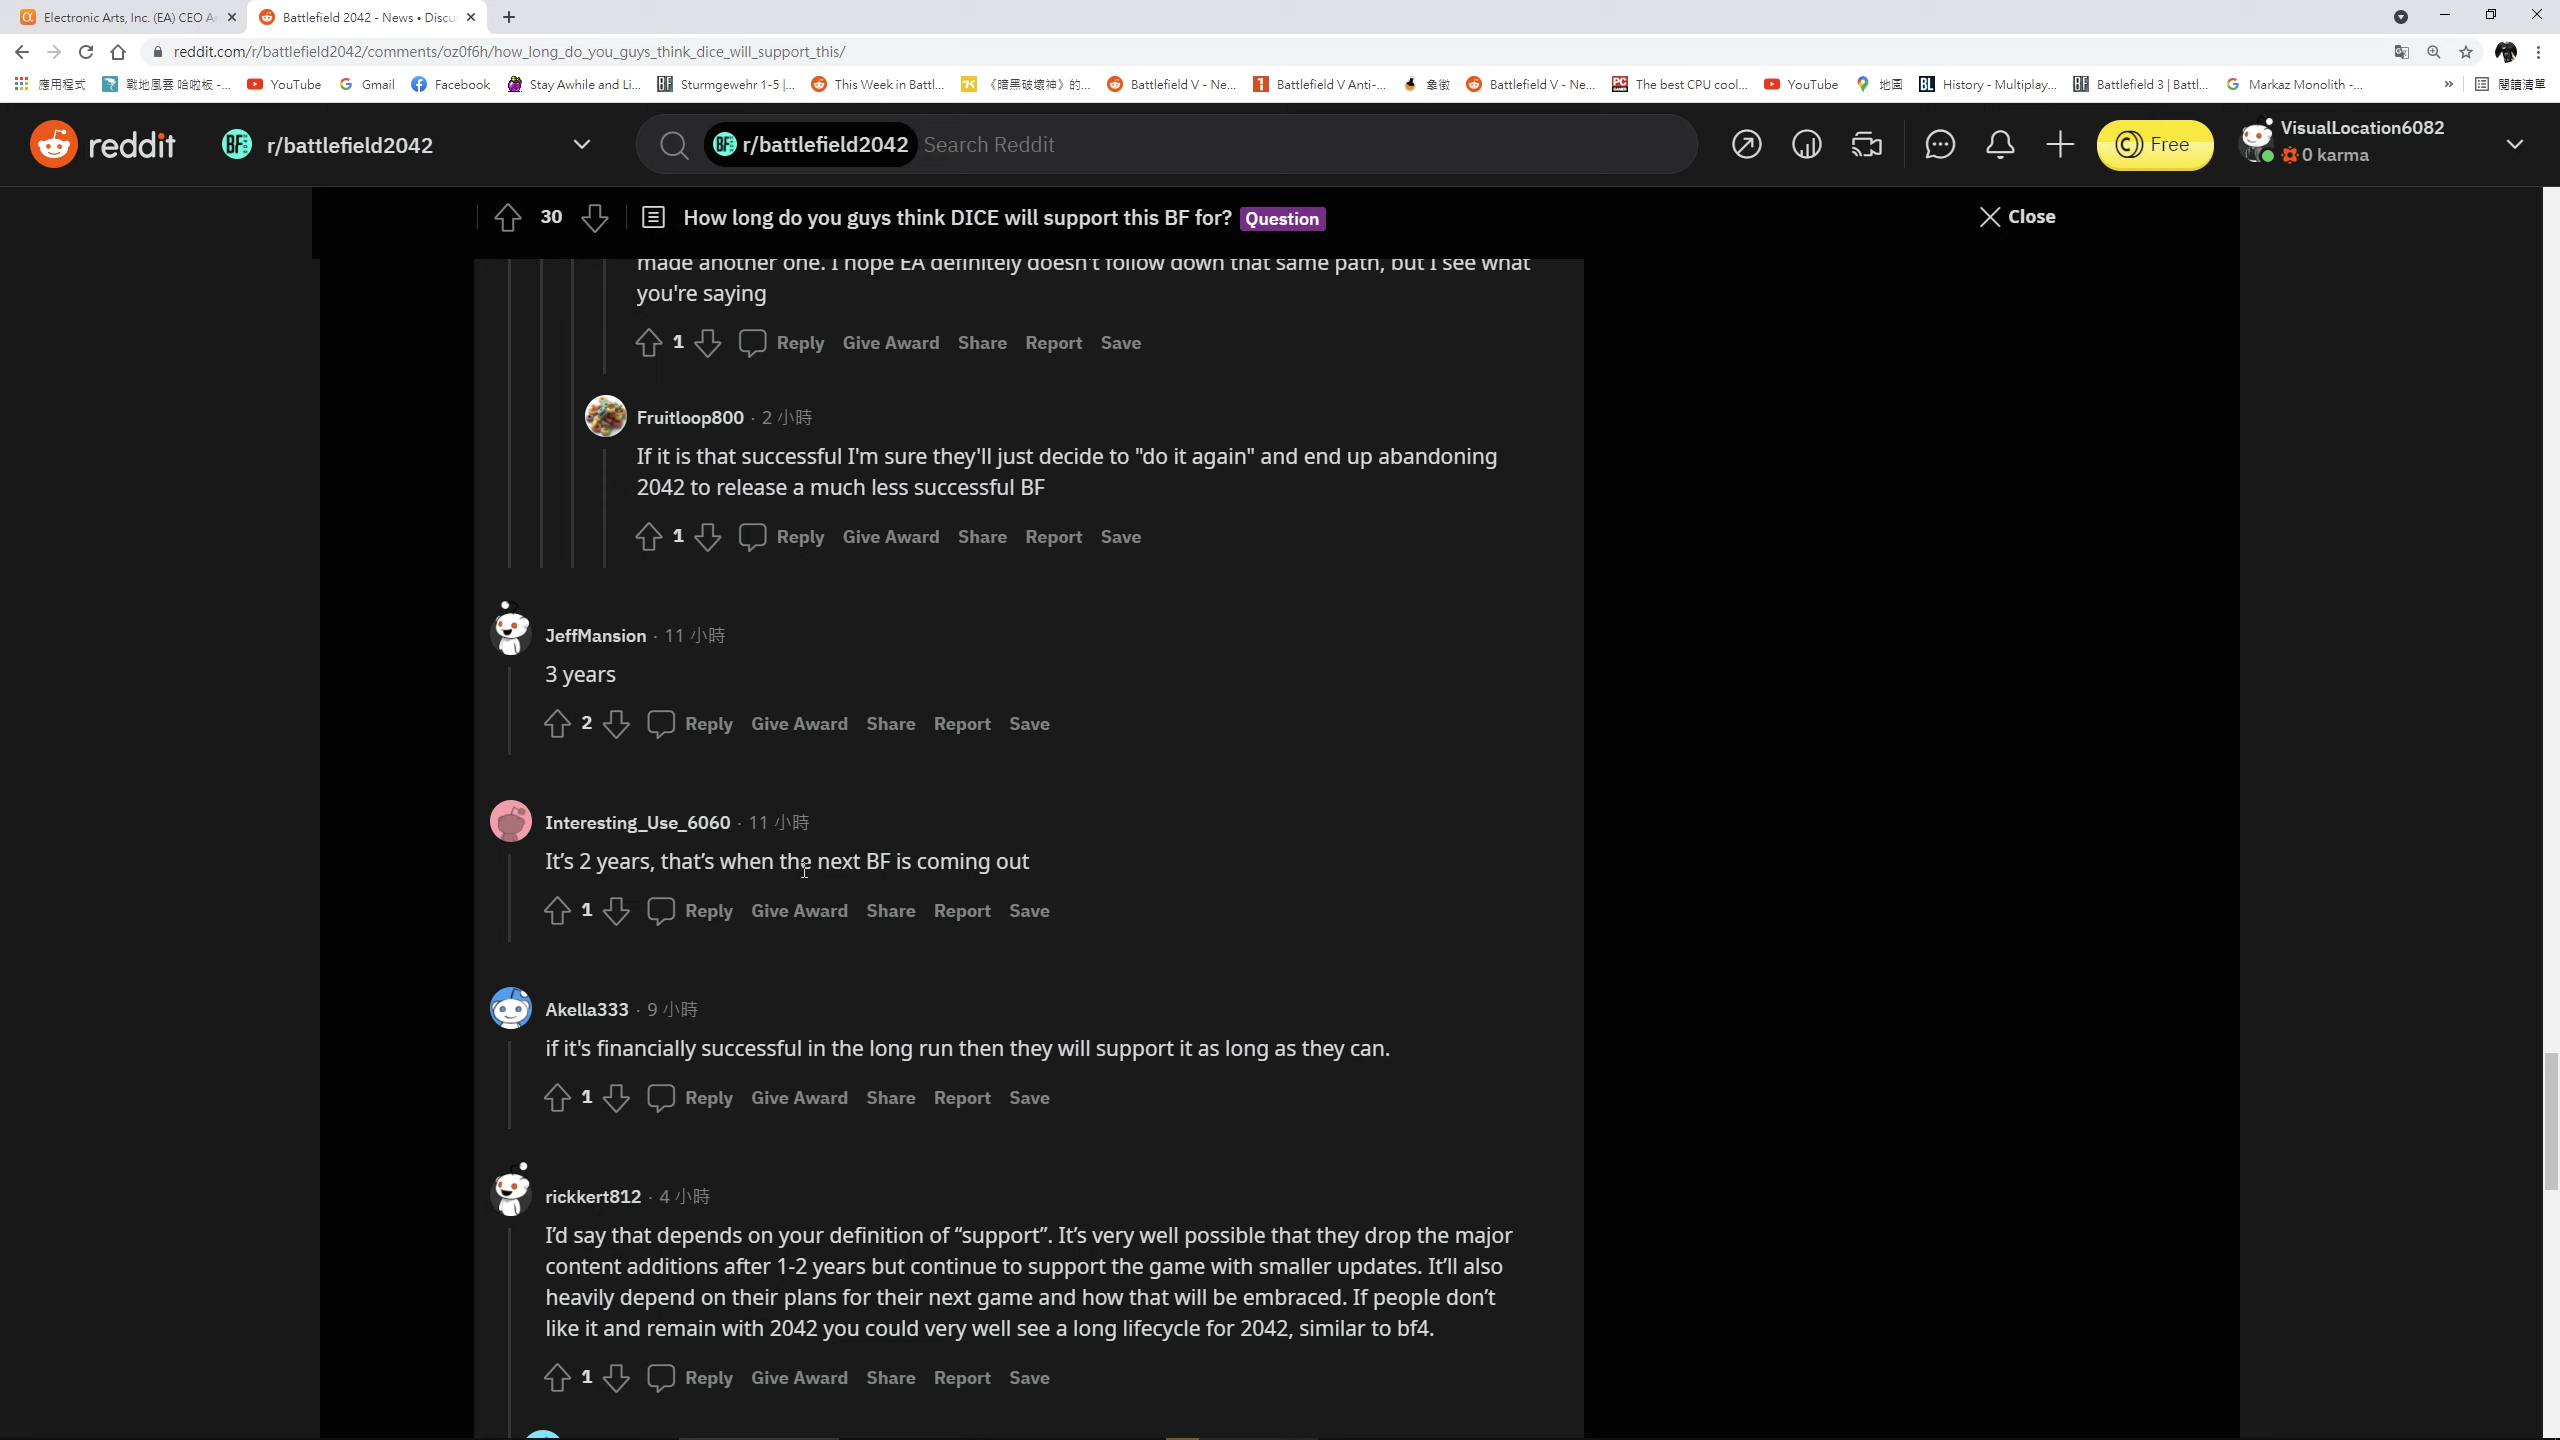 Electronic Arts, Inc. (EA) CEO A
Battlefield 2042 - News • Discu
reddit.com/r/battlefield2042/comments/oz0f6h/how_long_do_you_guys_think_dice_will_support_this/
應用程式 戰地風雲 哈啦板 -... YouTube Gmail Facebook Stay Awhile and Li... Sturmgewehr 1-5 |... This Week in Battl... 《暗黑破壞神》的... Battlefield V - Ne... Battlefield V Anti-... 象徵 Battlefield V - Ne... The best CPU cool... YouTube 地圖 History - Multiplay... Battlefield 3 | Battl... Markaz Monolith -... » 閱讀清單
reddit r/battlefield2042 r/battlefield2042 Search Reddit Free VisualLocation6082
0 karma
30 How long do you guys think DICE will support this BF for? Question Close
made another one. I hope EA definitely doesn't follow down that same path, but I see what
you're saying
1 Reply Give Award Share Report Save
Fruitloop800 · 2 小時
If it is that successful I'm sure they'll just decide to "do it again" and end up abandoning
2042 to release a much less successful BF
1 Reply Give Award Share Report Save
JeffMansion · 11 小時
3 years
2 Reply Give Award Share Report Save
Interesting_Use_6060 · 11 小時
It's 2 years, that's when the next BF is coming out
1 Reply Give Award Share Report Save
Akella333 · 9 小時
if it's financially successful in the long run then they will support it as long as they can.
1 Reply Give Award Share Report Save
rickkert812 · 4 小時
I'd say that depends on your definition of “support”. It's very well possible that they drop the major
content additions after 1-2 years but continue to support the game with smaller updates. It'll also
heavily depend on their plans for their next game and how that will be embraced. If people don't
like it and remain with 2042 you could very well see a long lifecycle for 2042, similar to bf4.
1 Reply Give Award Share Report Save